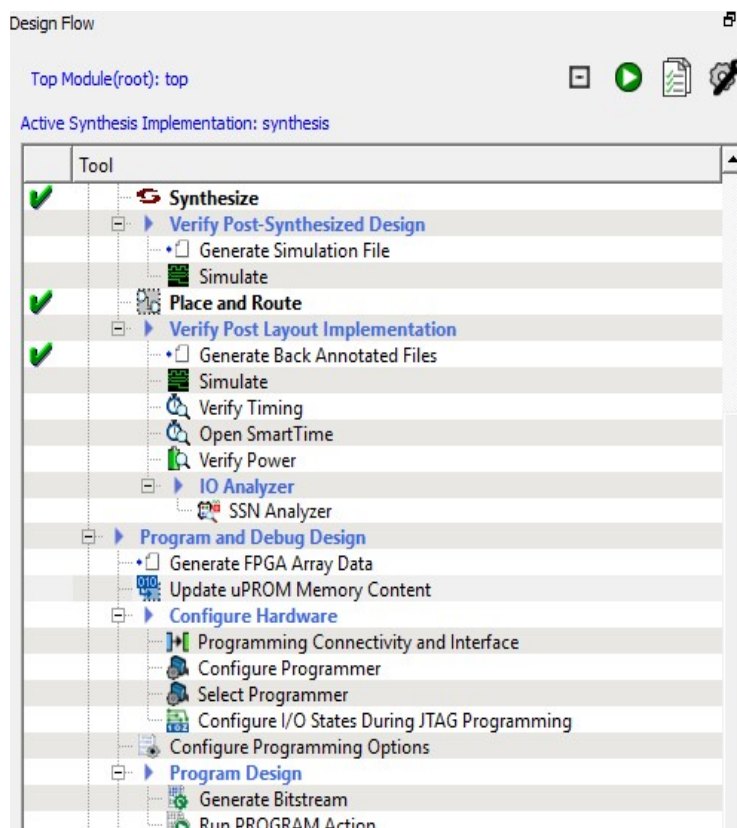 Design Flow
Top Module(root): top
Active Synthesis Implementation: synthesis
Tool
Synthesize
Verify Post-Synthesized Design
Generate Simulation File
Simulate
Place and Route
Verify Post Layout Implementation
Generate Back Annotated Files
Simulate
Verify Timing
Open SmartTime
Verify Power
IO Analyzer
SSN Analyzer
Program and Debug Design
Generate FPGA Array Data
Update uPROM Memory Content
Configure Hardware
Programming Connectivity and Interface
Configure Programmer
Select Programmer
Configure I/O States During JTAG Programming
Configure Programming Options
Program Design
Generate Bitstream
Run PROGRAM Action